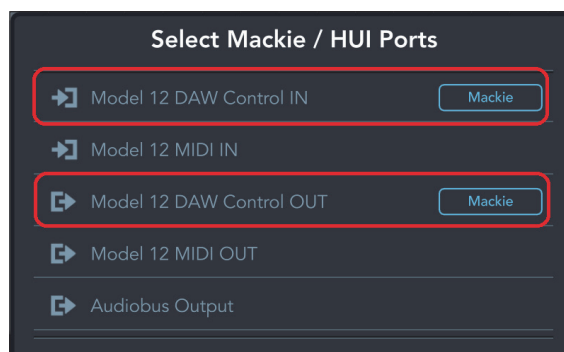 Select Mackie / HUI Ports
Model 12 DAW Control IN Mackie
Model 12 MIDI IN
Model 12 DAW Control OUT Mackie
Model 12 MIDI OUT
Audiobus Output